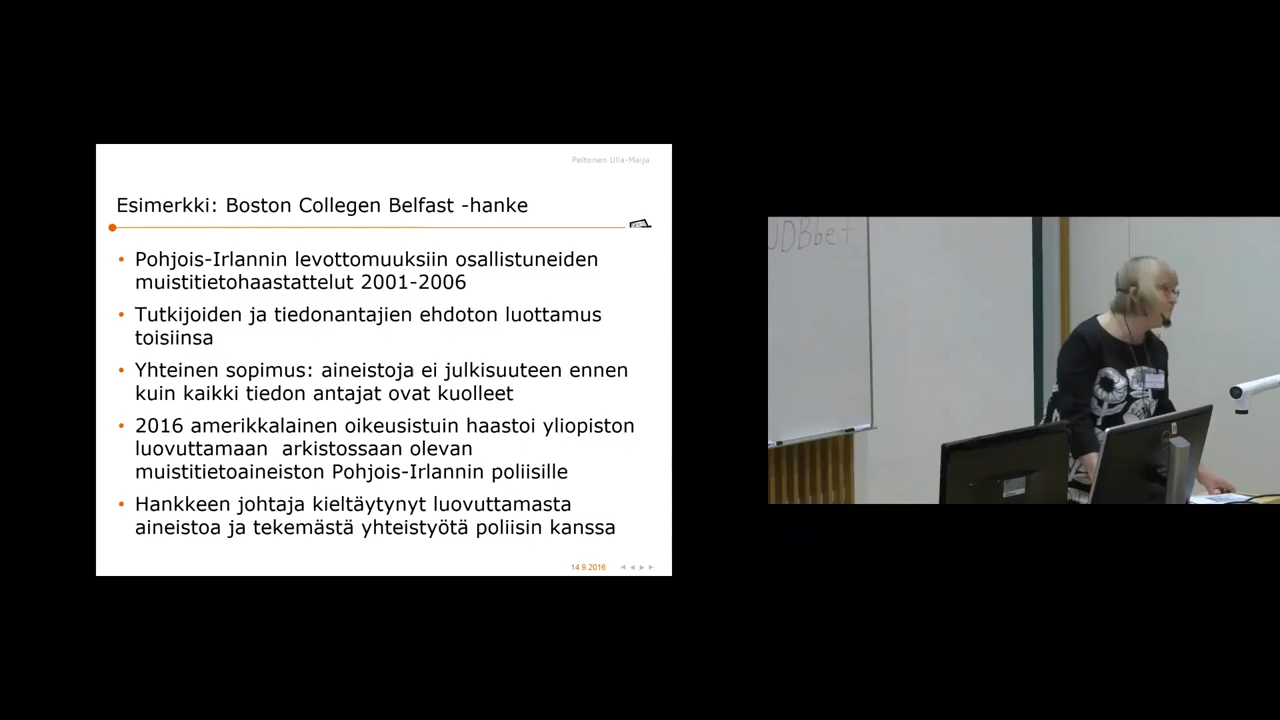 Peltonen Ulla-Maija
Esimerkki: Boston Collegen Belfast -hanke
• Pohjois-Irlannin levottomuuksiin osallistuneiden
muistitietohaastattelut 2001-2006
• Tutkijoiden ja tiedonantajien ehdoton luottamus
toisiinsa
• Yhteinen sopimus: aineistoja ei julkisuuteen ennen
kuin kaikki tiedon antajat ovat kuolleet
• 2016 amerikkalainen oikeusistuin haastoi yliopiston
luovuttamaan  arkistossaan olevan
muistitietoaineiston Pohjois-Irlannin poliisille
• Hankkeen johtaja kieltäytynyt luovuttamasta
aineistoa ja tekemästä yhteistyötä poliisin kanssa
14.9.2016